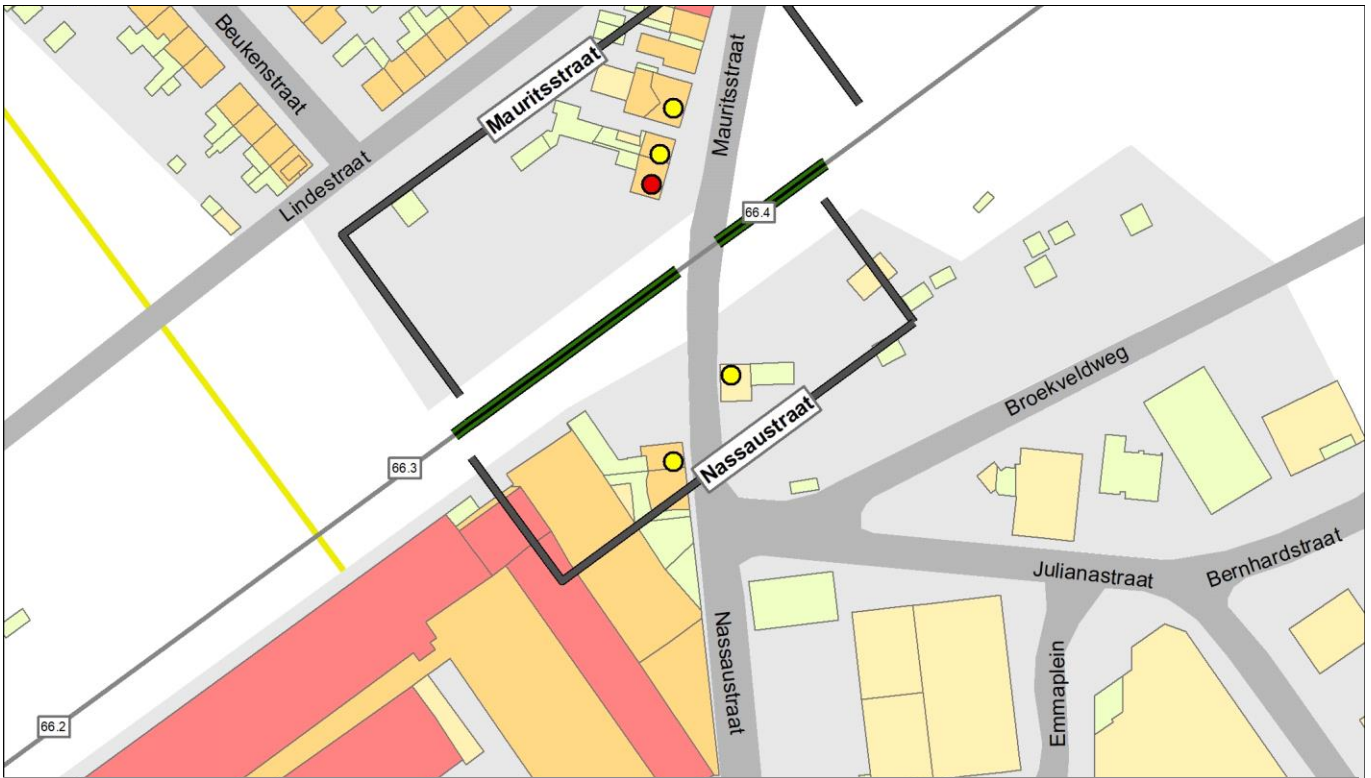 Beukenstraat
Mauritsstraat
Mauritsstraat
Lindestraat
66.4
Broekveldweg
Nassaustraat
66.3
Julianastraat
Bernhardstraat
Nassaustraat
Emmaplein
66.2